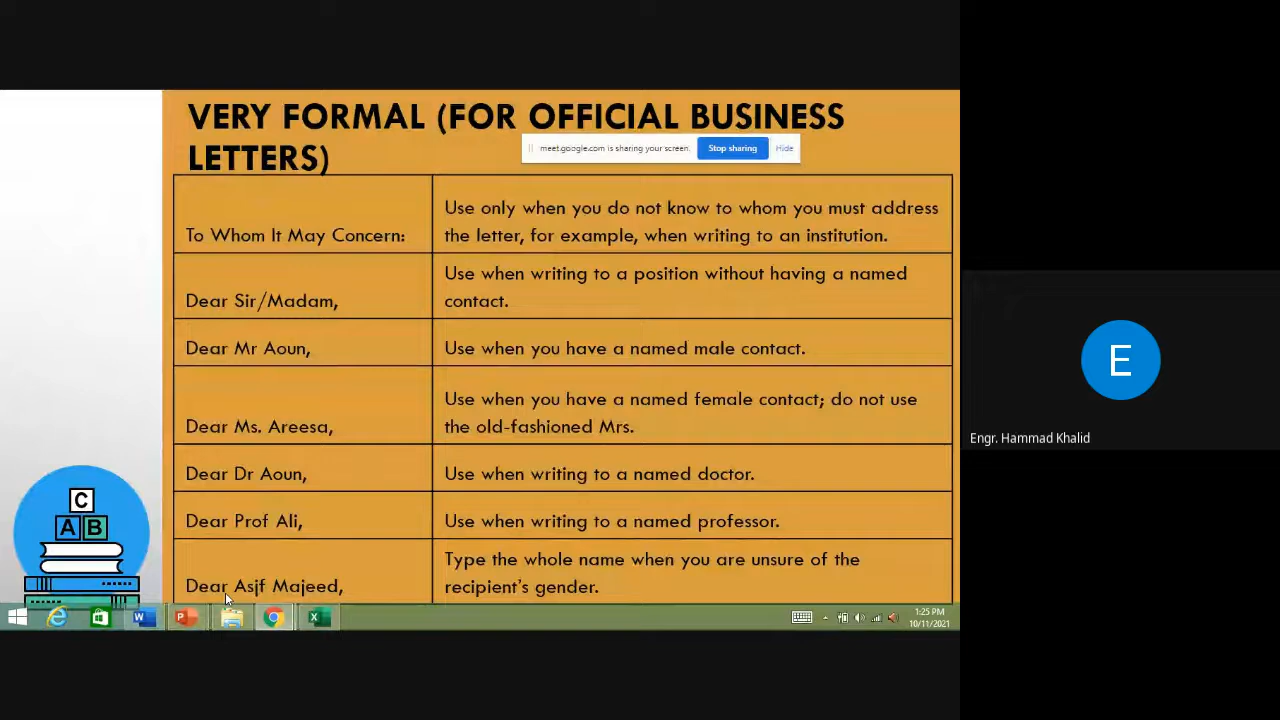 VERY FORMAL (FOR OFFICIAL BUSINESS
LETTERS)
meet.google.com is sharing your screen.
Stop sharing
Hide
To Whom It May Concern:
Use only when you do not know to whom you must address
the letter, for example, when writing to an institution.
Dear Sir/Madam,
Use when writing to a position without having a named
contact.
Dear Mr Aoun,
Use when you have a named male contact.
Dear Ms. Areesa,
Use when you have a named female contact; do not use
the old-fashioned Mrs.
Dear Dr Aoun,
Use when writing to a named doctor.
Dear Prof Ali,
Use when writing to a named professor.
Dear Asif Majeed,
Type the whole name when you are unsure of the
recipient's gender.
C
A B
E
Engr. Hammad Khalid
1:25 PM
10/11/2021